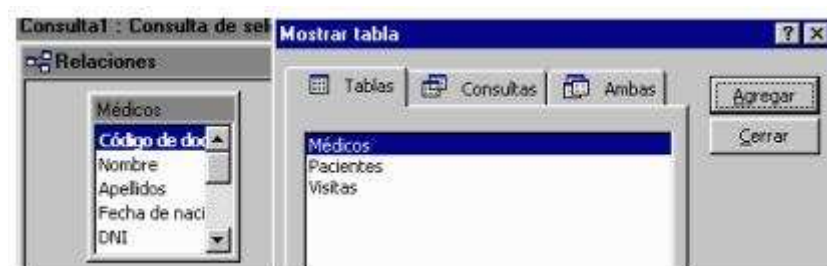 Consulta1 : Consulta de sel
Relaciones
Médicos
Código de doc
Nombre
Apellidos
Fecha de naci
DNI
Mostrar tabla
Tablas
Consultas
Ambas
Médicos
Pacientes
Visitas
Agregar
Cerrar